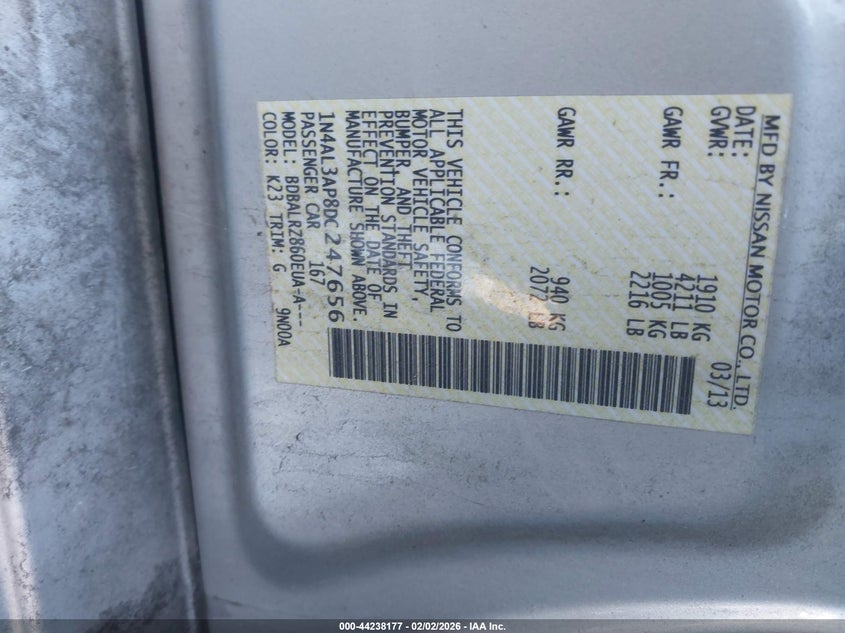 MFD BY NISSAN MOTOR CO., LTD.
DATE: 03/13
GVWR: 1910 KG
4211 LB
GAWR FR.: 1005 KG
2216 LB
GAWR RR.: 940 KG
2072 LB
THIS VEHICLE CONFORMS TO
ALL APPLICABLE FEDERAL
MOTOR VEHICLE SAFETY,
BUMPER, AND THEFT
PREVENTION STANDARDS IN
EFFECT ON THE DATE OF
MANUFACTURE SHOWN ABOVE.
1N4AL3AP8DC247656
PASSENGER CAR 167
MODEL: BDBALRZ860EUA-A---
COLOR: K23 TRIM: G 9N00A
000-44238177 - 02/02/2026 - IAA Inc.